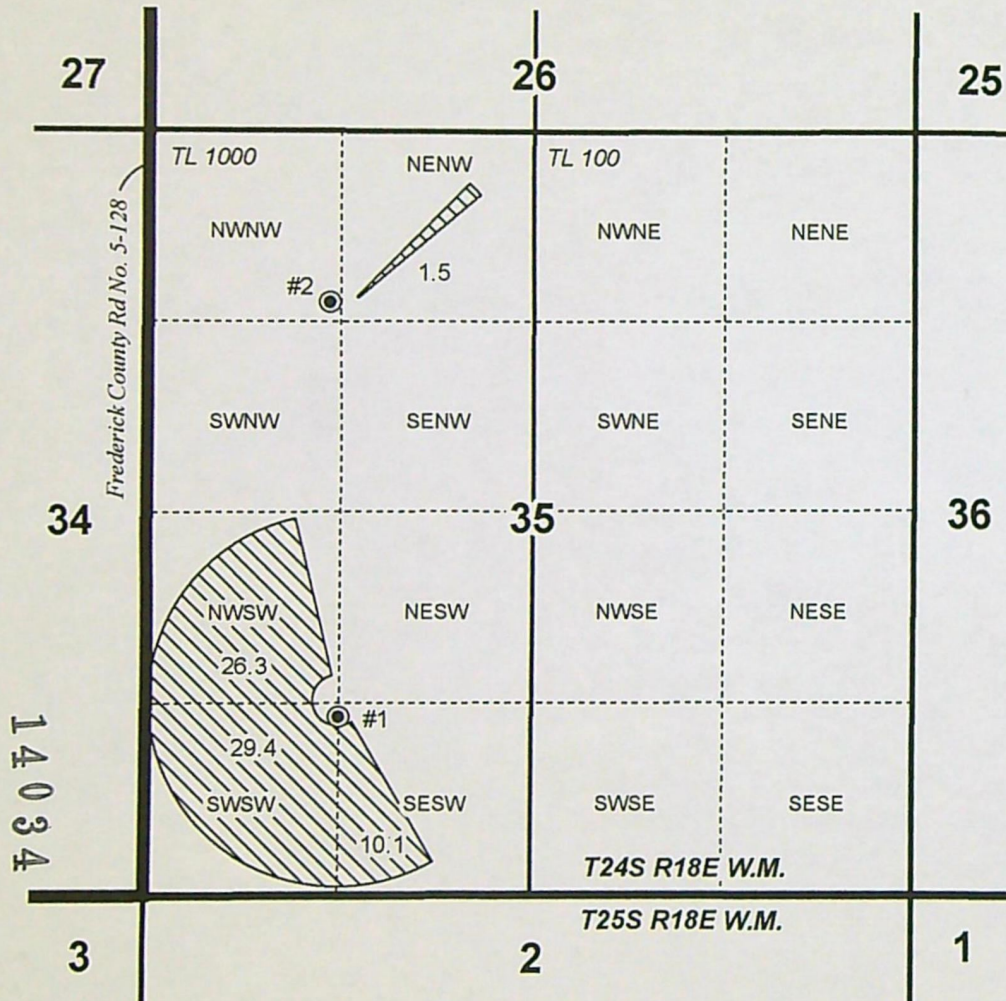 27
26
25
TL 1000
NENW
TL 100
NWNW
NWNE
NENE
1.5
#2
Frederick County Rd No. 5-128
SWNW
SENW
SWNE
SENE
34
35
36
NWSW
NESW
NWSE
NESE
26.3
#1
29.4
14034
SWSW
SESW
SWSE
SESE
10.1
T24S R18E W.M.
T25S R18E W.M.
3
2
1